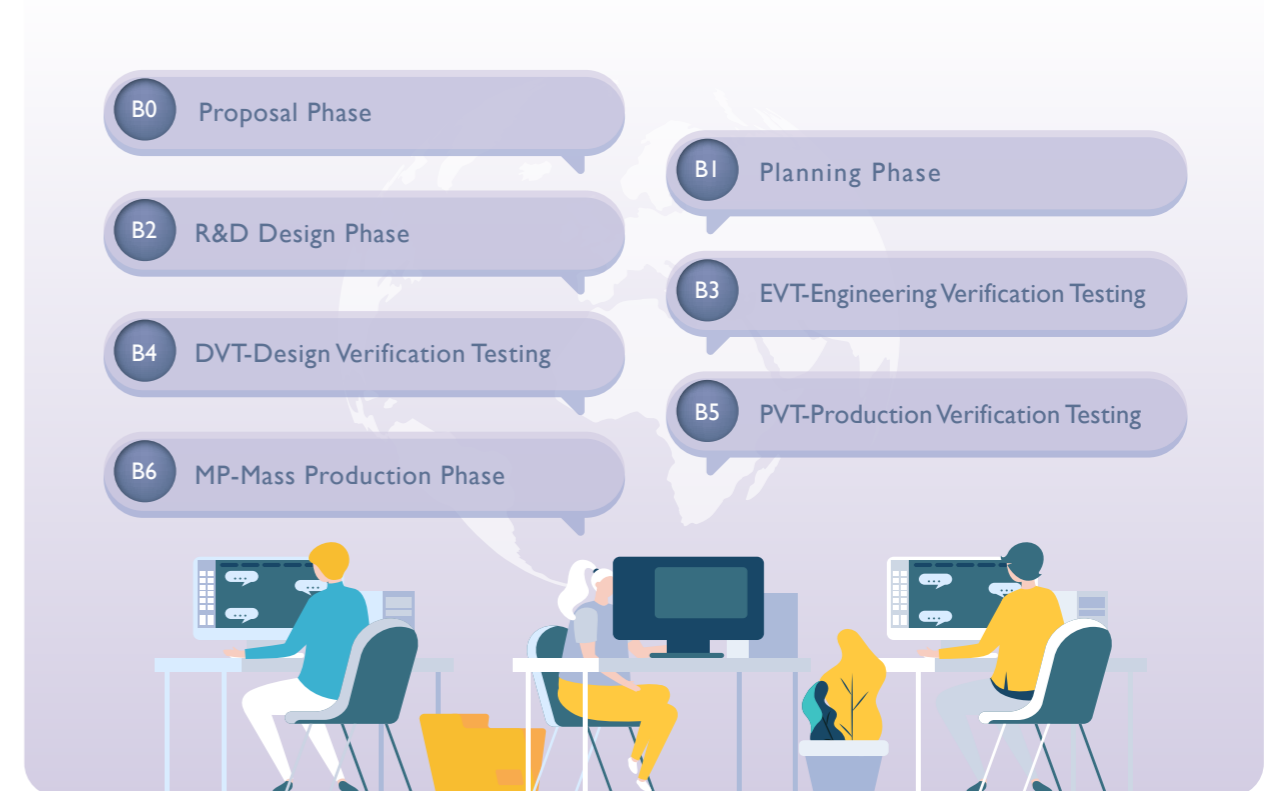 B0 Proposal Phase
B1 Planning Phase
B2 R&D Design Phase
B3 EVT-Engineering Verification Testing
B4 DVT-Design Verification Testing
B5 PVT-Production Verification Testing
B6 MP-Mass Production Phase